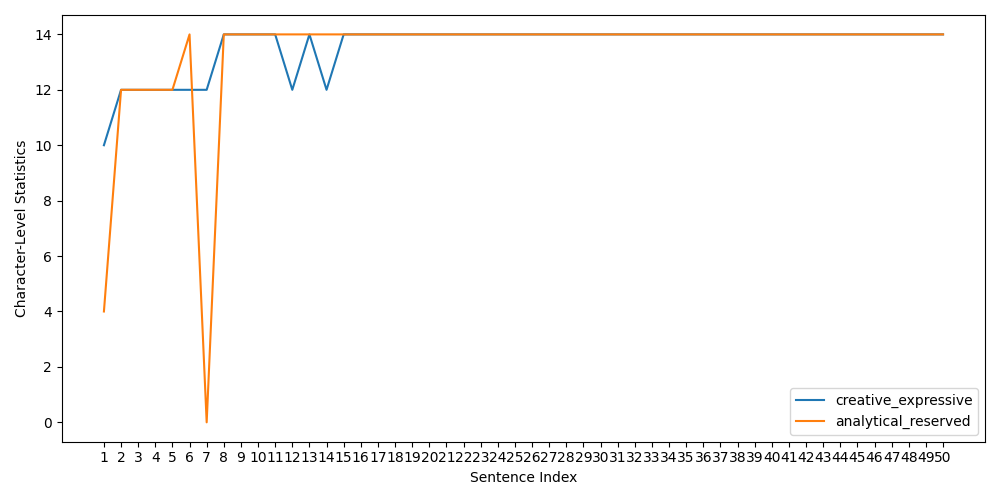 14
12
10
8
6
4
2
0
Character-Level Statistics
1 2 3 4 5 6 7 8 9 10 11 12 13 14 15 16 17 18 19 20 21 22 23 24 25 26 27 28 29 30 31 32 33 34 35 36 37 38 39 40 41 42 43 44 45 46 47 48 49 50
Sentence Index
creative_expressive
analytical_reserved